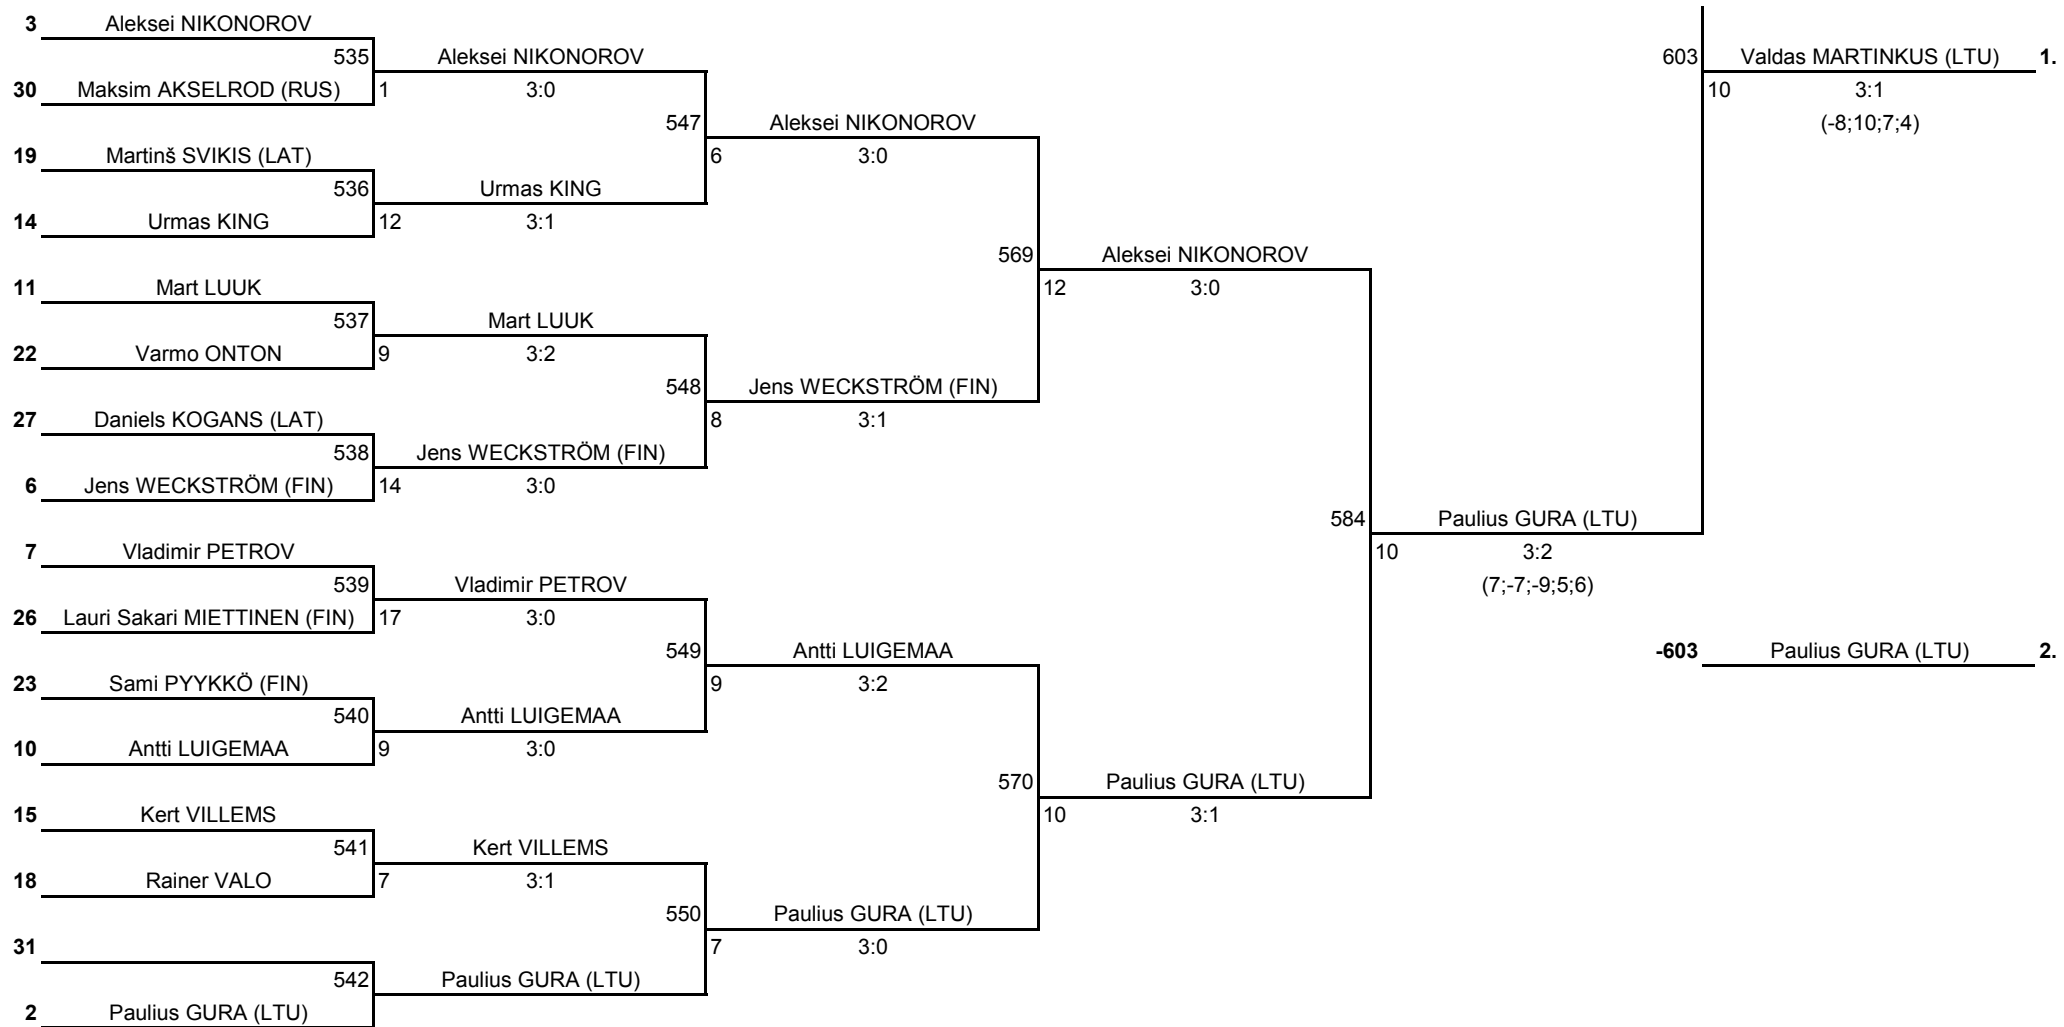 3 Aleksei NIKONOROV
535 Aleksei NIKONOROV 603 Valdas MARTINKUS (LTU) 1.
30 Maksim AKSELROD (RUS) 1 3:0 10 3:1
547 Aleksei NIKONOROV (-8;10;7;4)
19 Martinš SVIKIS (LAT) 6 3:0
536 Urmas KING
14 Urmas KING 12 3:1
569 Aleksei NIKONOROV
11 Mart LUUK 12 3:0
537 Mart LUUK
22 Varmo ONTON 9 3:2
548 Jens WECKSTRÖM (FIN)
27 Daniels KOGANS (LAT) 8 3:1
538 Jens WECKSTRÖM (FIN)
6 Jens WECKSTRÖM (FIN) 14 3:0
584 Paulius GURA (LTU)
7 Vladimir PETROV 10 3:2
539 Vladimir PETROV (7;-7;-9;5;6)
26 Lauri Sakari MIETTINEN (FIN) 17 3:0
549 Antti LUIGEMAA -603 Paulius GURA (LTU) 2.
23 Sami PYYKKÖ (FIN) 9 3:2
540 Antti LUIGEMAA
10 Antti LUIGEMAA 9 3:0
570 Paulius GURA (LTU)
15 Kert VILLEMS 10 3:1
541 Kert VILLEMS
18 Rainer VALO 7 3:1
550 Paulius GURA (LTU)
31 7 3:0
542 Paulius GURA (LTU)
2 Paulius GURA (LTU)